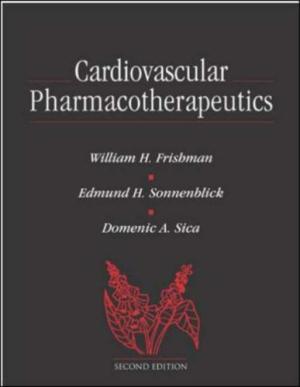 Cardiovascular
Pharmacotherapeutics
William H. Frishman
Edmund H. Sonnenblick
Domenic A. Sica
SECOND EDITION